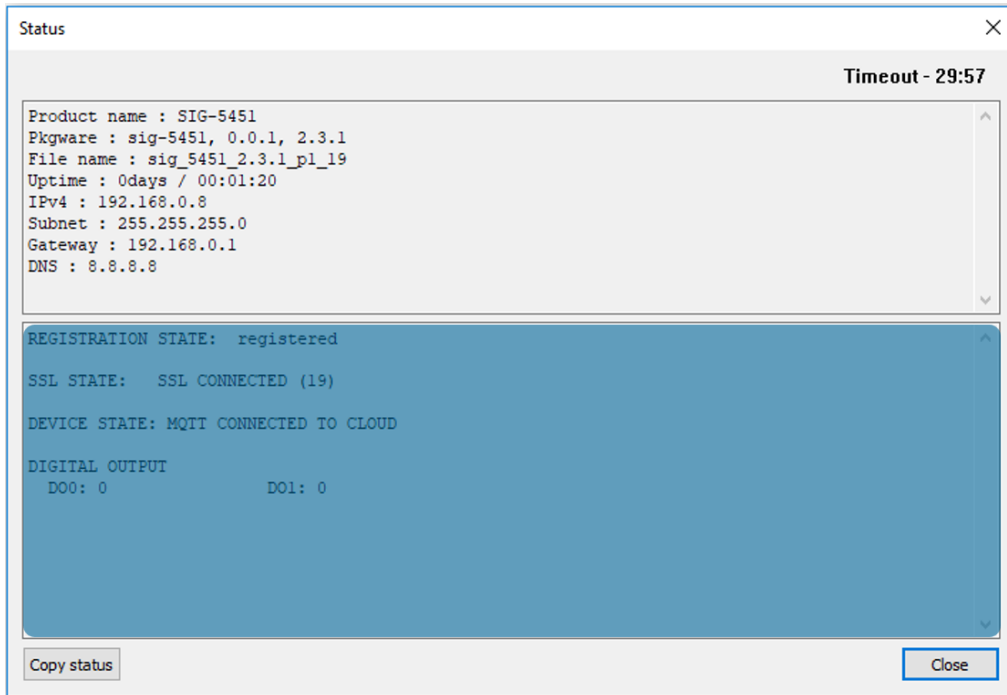 Status
Timeout - 29:57
Product name : SIG-5451
Pkgware : sig-5451, 0.0.1, 2.3.1
File name : sig_5451_2.3.1_p1_19
Uptime : 0days / 00:01:20
IPv4 : 192.168.0.8
Subnet : 255.255.255.0
Gateway : 192.168.0.1
DNS : 8.8.8.8
REGISTRATION STATE: registered
SSL STATE: SSL CONNECTED (19)
DEVICE STATE: MQTT CONNECTED TO CLOUD
DIGITAL OUTPUT
DO0: 0 DO1: 0
Copy status Close